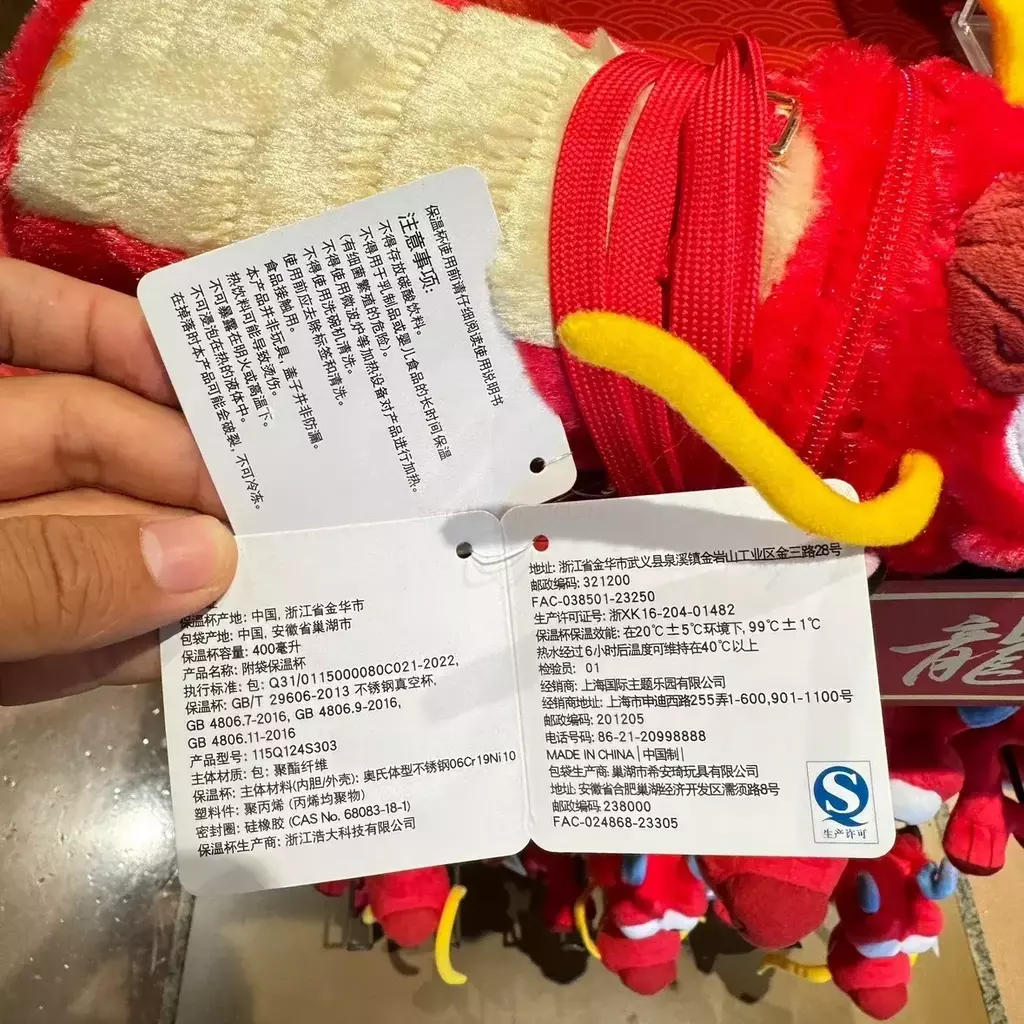 保温杯使用前请仔细阅读使用说明书
注意事项:
不得存放碳酸饮料。
不得用于乳制品或婴儿食品的长时间保温
(有细菌繁殖的危险)。
不得使用微波炉等加热设备对产品进行加热。
不得使用洗碗机清洗。
使用前应去除标签和清洗。
食品接触用。
本产品并非玩具,盖子并非防漏。
热饮料可能导致烫伤。
不可暴露在明火或高温下。
不可浸泡在热的液体中。
在掉落时本产品可能会破裂,不可冷冻。
保温杯产地: 中国, 浙江省金华市
包袋产地: 中国, 安徽省巢湖市
保温杯容量: 400毫升
产品名称: 附袋保温杯
执行标准: 包: Q31/0115000080C021-2022,
保温杯: GB/T 29606-2013 不锈钢真空杯,
GB 4806.7-2016, GB 4806.9-2016,
GB 4806.11-2016
产品型号: 115Q124S303
主体材质: 包: 聚酯纤维
保温杯: 主体材料(内胆/外壳): 奥氏体型不锈钢06Cr19Ni10
塑料件: 聚丙烯 (丙烯均聚物)
密封圈: 硅橡胶 (CAS No. 68083-18-1)
保温杯生产商: 浙江浩大科技有限公司
地址: 浙江省金华市武义县泉溪镇金岩山工业区金三路28号
邮政编码: 321200
FAC-038501-23250
生产许可证号: 浙XK16-204-01482
保温杯保温效能: 在20℃±5℃环境下, 99℃±1℃
热水经过6小时后温度可维持在40℃以上
检验员: 01
经销商: 上海国际主题乐园有限公司
经销商地址: 上海市申迪西路255弄1-600,901-1100号
邮政编码: 201205
电话号码: 86-21-20998888
MADE IN CHINA | 中国制 |
包袋生产商: 巢湖市希安琦玩具有限公司
地址: 安徽省合肥巢湖经济开发区濡须路8号
邮政编码: 238000
FAC-024868-23305
S
生产许可
龍